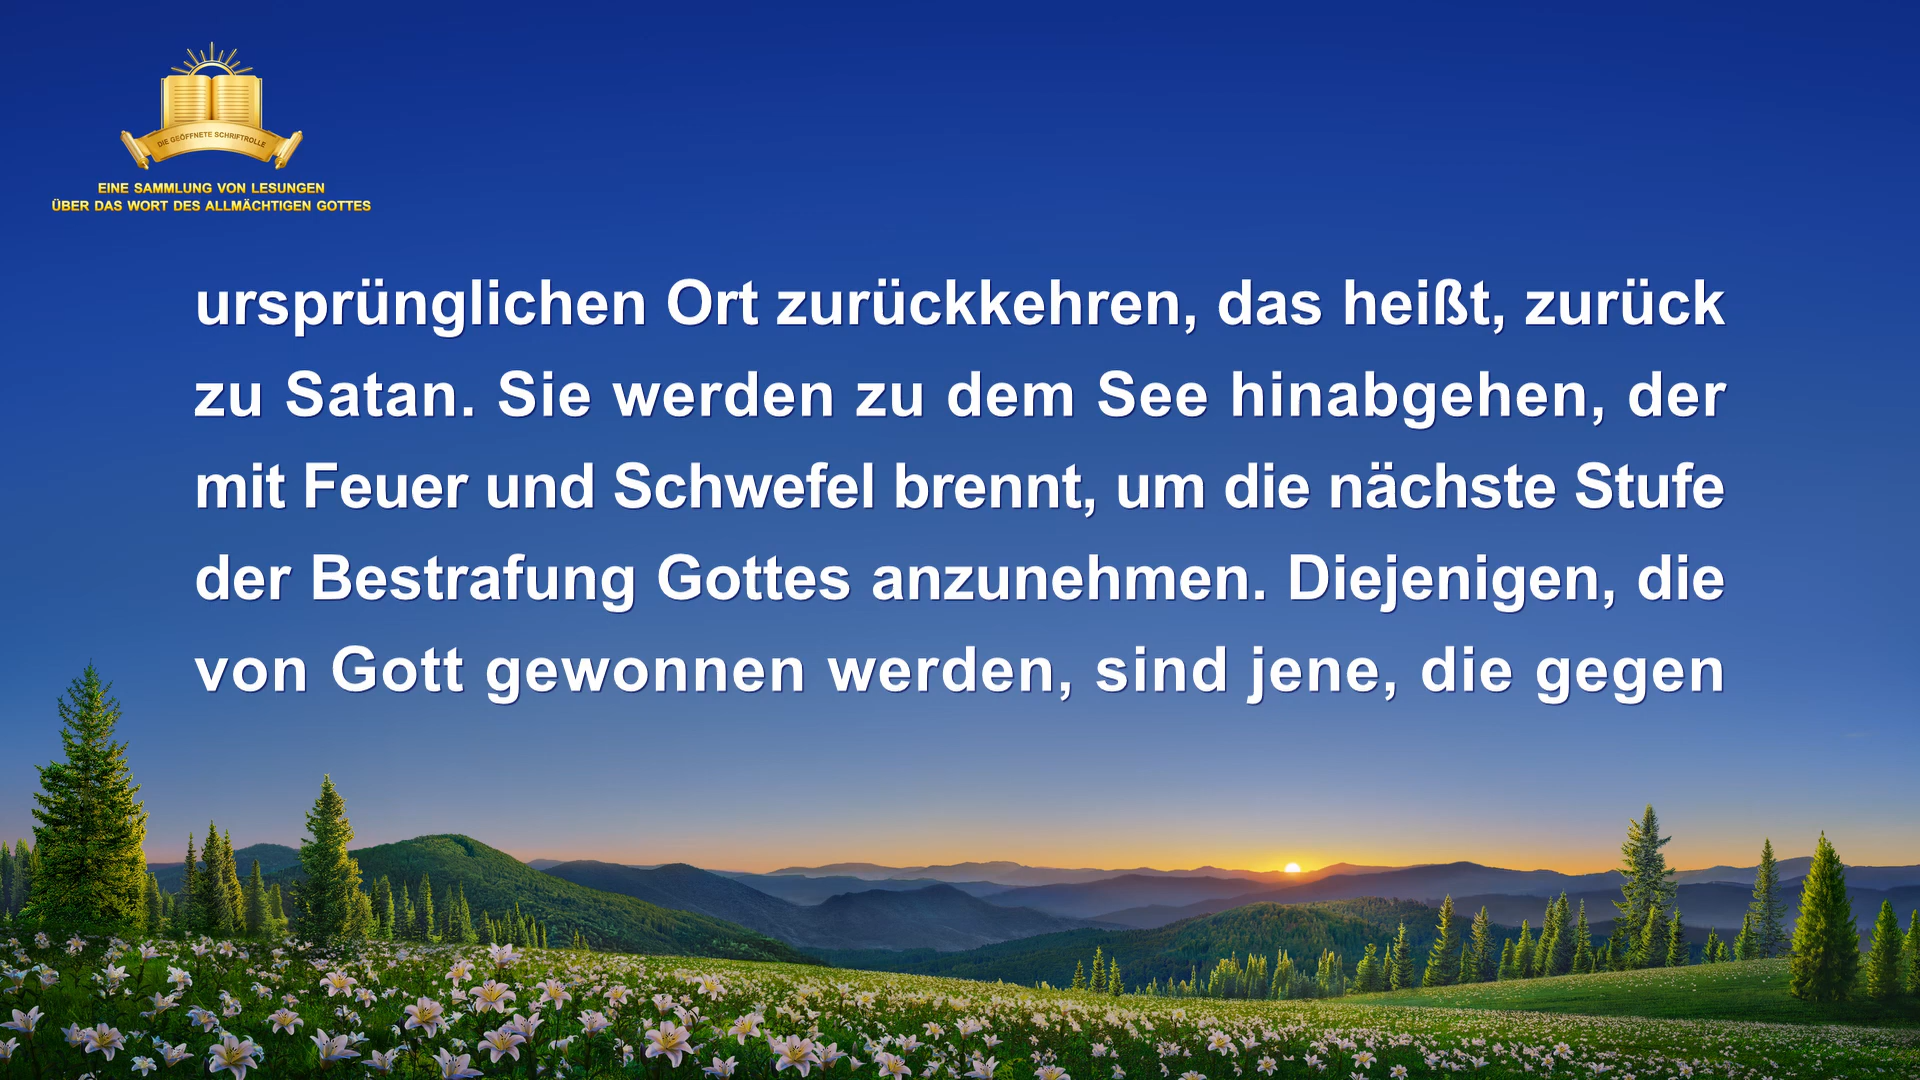 DIE GEÖFFNETE SCHRIFTROLLE
EINE SAMMLUNG VON LESUNGEN
ÜBER DAS WORT DES ALLMÄCHTIGEN GOTTES
ursprünglichen Ort zurückkehren, das heißt, zurück
zu Satan. Sie werden zu dem See hinabgehen, der
mit Feuer und Schwefel brennt, um die nächste Stufe
der Bestrafung Gottes anzunehmen. Diejenigen, die
von Gott gewonnen werden, sind jene, die gegen